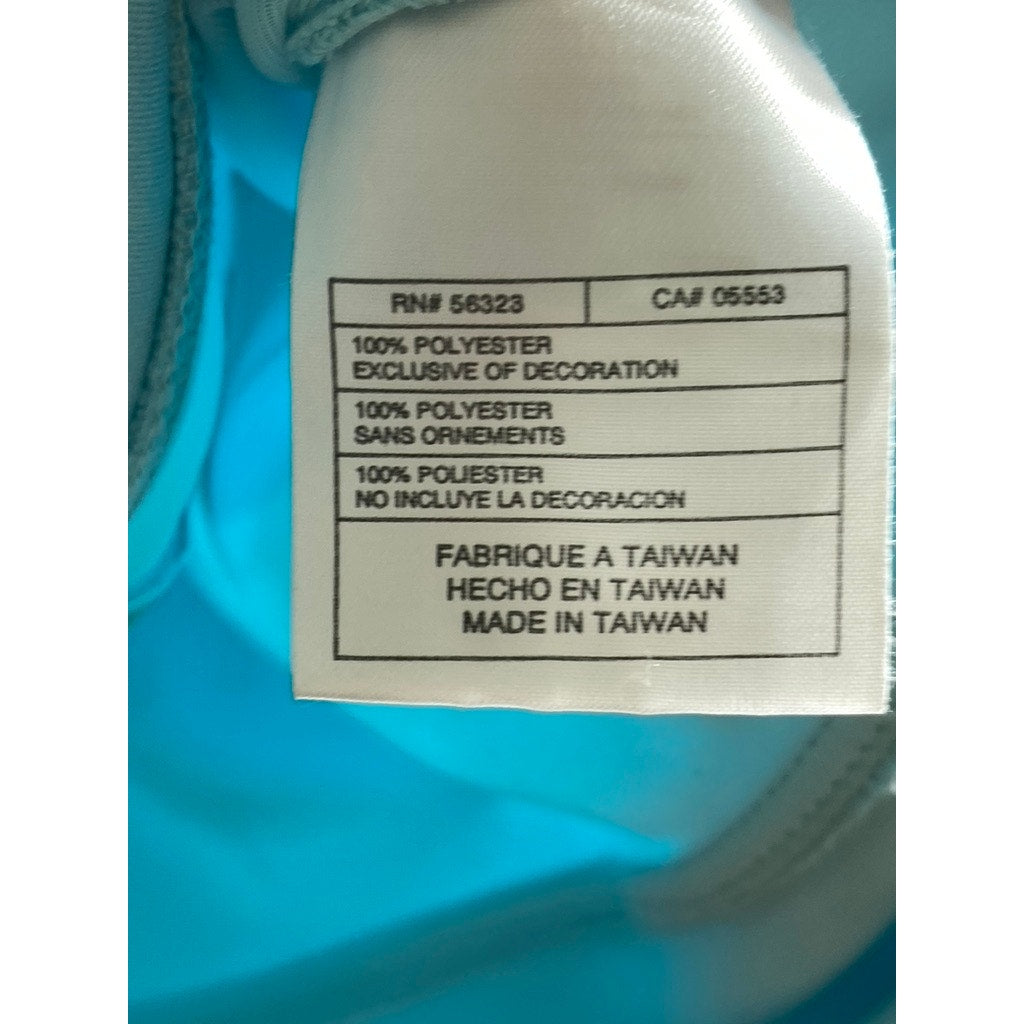 RN# 56323 CA# 05553
100% POLYESTER
EXCLUSIVE OF DECORATION
100% POLYESTER
SANS ORNEMENTS
100% POLIESTER
NO INCLUYE LA DECORACION
FABRIQUE A TAIWAN
HECHO EN TAIWAN
MADE IN TAIWAN